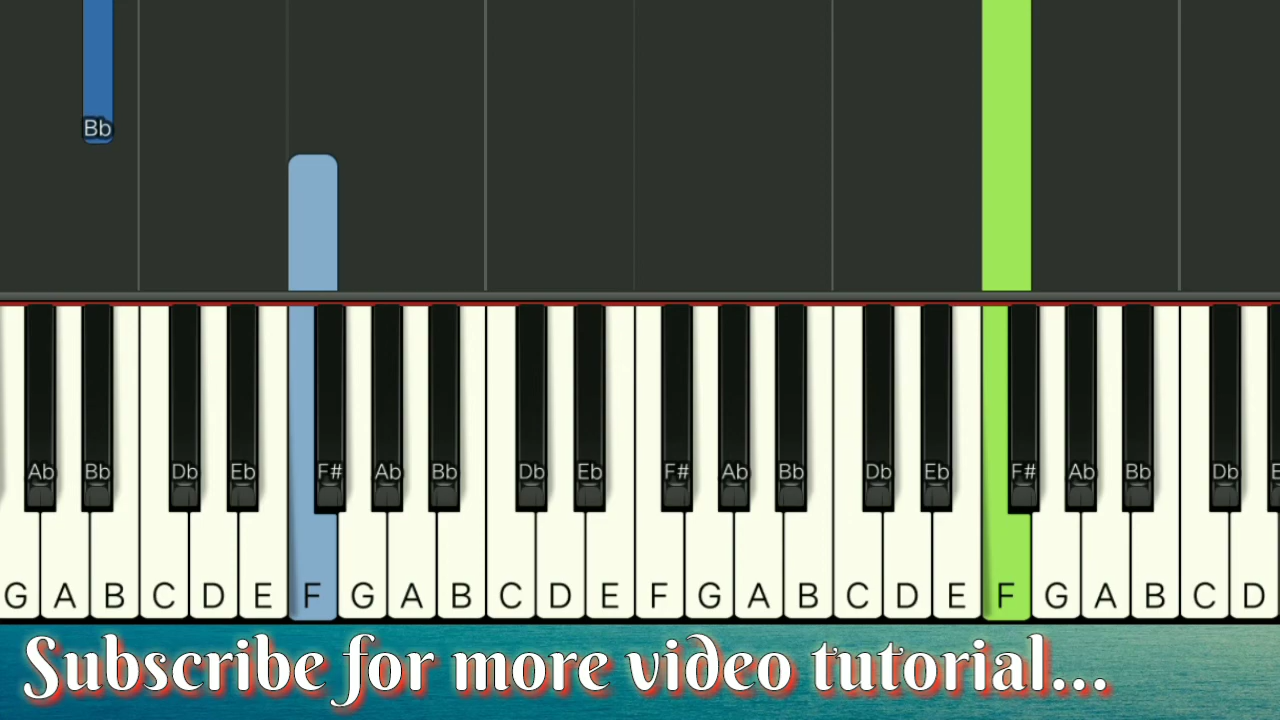 Bb
Ab Bb Db Eb F# Ab Bb Db Eb F# Ab Bb Db Eb F# Ab Bb Db E
G A B C D E F G A B C D E F G A B C D E F G A B C D
Subscribe for more video tutorial...